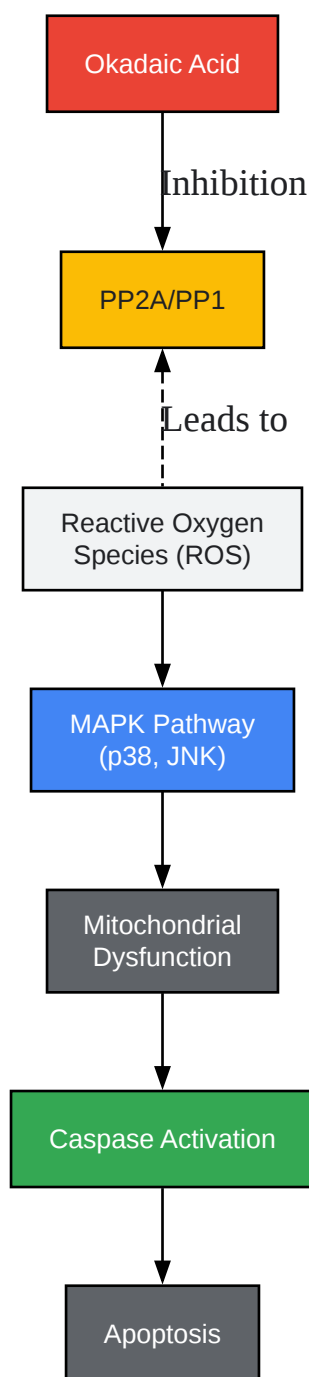 Okadaic Acid
Inhibition
PP2A/PP1
Leads to
Reactive Oxygen
Species (ROS)
MAPK Pathway
(p38, JNK)
Mitochondrial
Dysfunction
Caspase Activation
Apoptosis